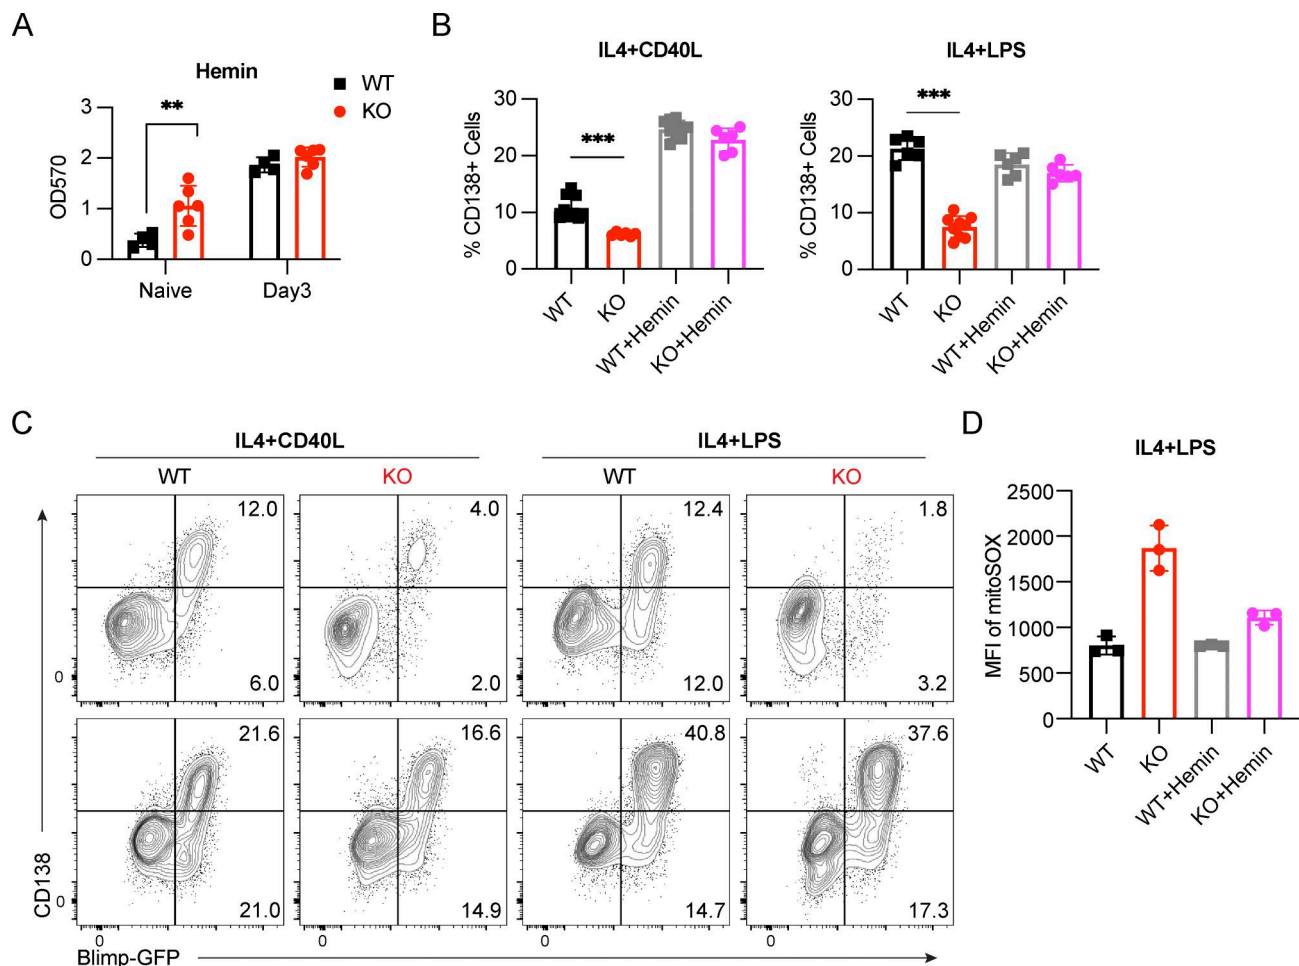 A
Hemin
WT
KO
**
3
2
1
0
OD570
Naive
Day3
B
IL4+CD40L
***
30
20
10
0
% CD138+ Cells
WT
KO
WT+Hemin
KO+Hemin
IL4+LPS
***
30
20
10
0
% CD138+ Cells
WT
KO
WT+Hemin
KO+Hemin
C
IL4+CD40L
IL4+LPS
WT
KO
WT
KO
12.0
4.0
12.4
1.8
0
6.0
2.0
12.0
3.2
21.6
16.6
40.8
37.6
0
21.0
14.9
14.7
17.3
0
0
0
0
CD138
Blimp-GFP
D
IL4+LPS
2500
2000
1500
1000
500
0
MFI of mitoSOX
WT
KO
WT+Hemin
KO+Hemin